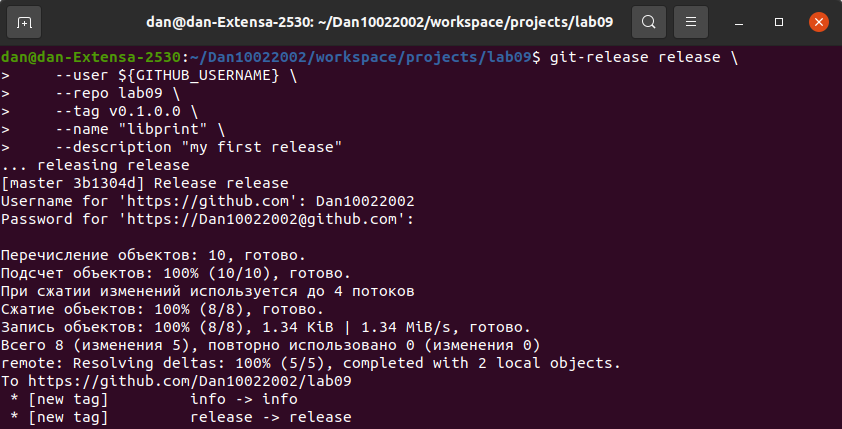 dan@dan-Extensa-2530: ~/Dan10022002/workspace/projects/lab09
dan@dan-Extensa-2530:~/Dan10022002/workspace/projects/lab09$ git-release release \
>     --user ${GITHUB_USERNAME} \
>     --repo lab09 \
>     --tag v0.1.0.0 \
>     --name "libprint" \
>     --description "my first release"
... releasing release
[master 3b1304d] Release release
Username for 'https://github.com': Dan10022002
Password for 'https://Dan10022002@github.com':
Перечисление объектов: 10, готово.
Подсчет объектов: 100% (10/10), готово.
При сжатии изменений используется до 4 потоков
Сжатие объектов: 100% (8/8), готово.
Запись объектов: 100% (8/8), 1.34 KiB | 1.34 MiB/s, готово.
Всего 8 (изменения 5), повторно использовано 0 (изменения 0)
remote: Resolving deltas: 100% (5/5), completed with 2 local objects.
To https://github.com/Dan10022002/lab09
 * [new tag]         info -> info
 * [new tag]         release -> release